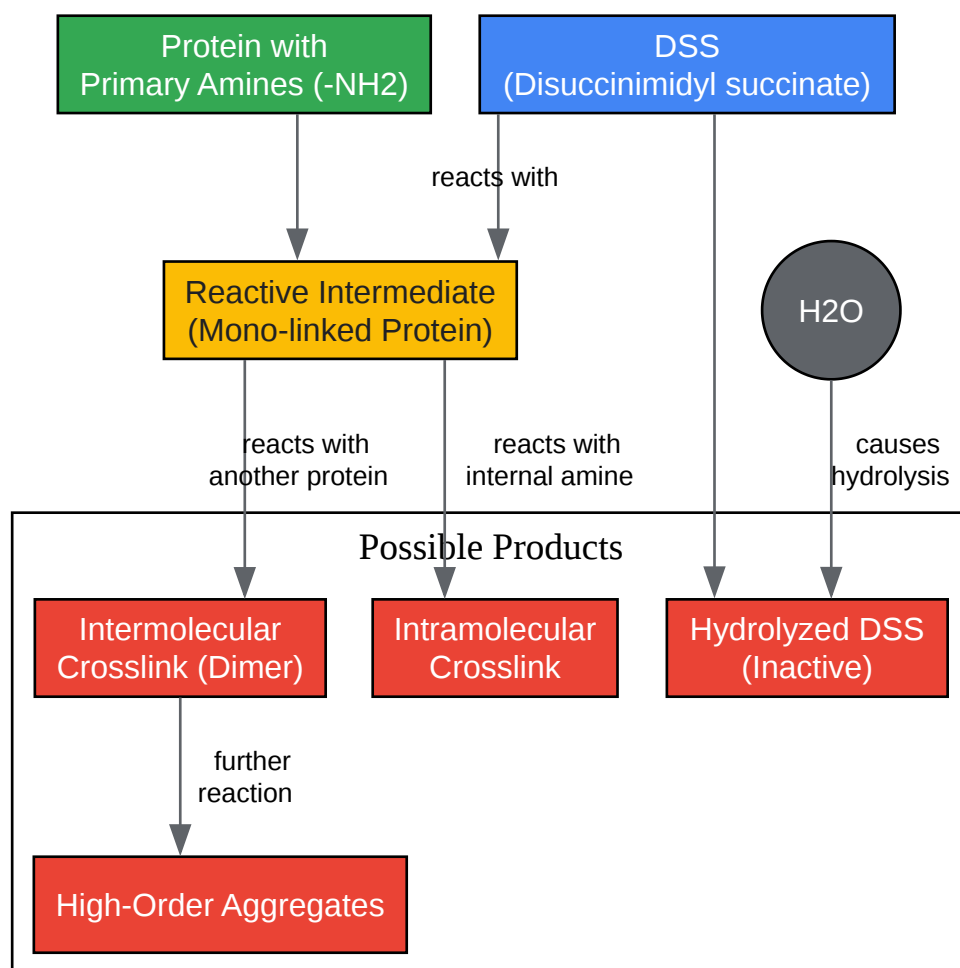 Protein with
Primary Amines (-NH2)
DSS
(Disuccinimidyl succinate)
reacts with
Reactive Intermediate
(Mono-linked Protein)
H2O
reacts with
another protein
reacts with
internal amine
causes
hydrolysis
Possible Products
Intermolecular
Crosslink (Dimer)
Intramolecular
Crosslink
Hydrolyzed DSS
(Inactive)
further
reaction
High-Order Aggregates